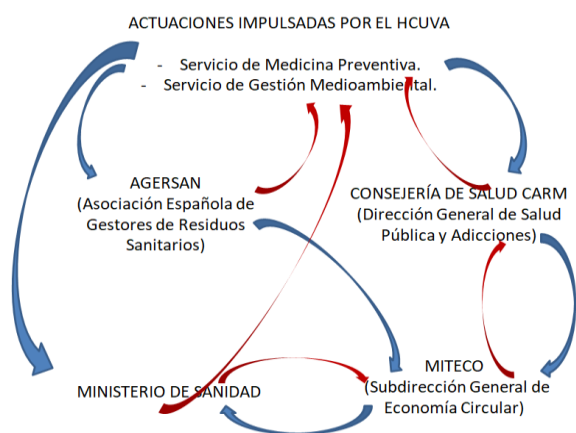 ACTUACIONES IMPULSADAS POR EL HCUVA
- Servicio de Medicina Preventiva.
- Servicio de Gestión Medioambiental.
AGERSAN
(Asociación Española de
Gestores de Residuos
Sanitarios)
CONSEJERÍA DE SALUD CARM
(Dirección General de Salud
Pública y Adicciones)
MINISTERIO DE SANIDAD
MITECO
(Subdirección General de
Economía Circular)